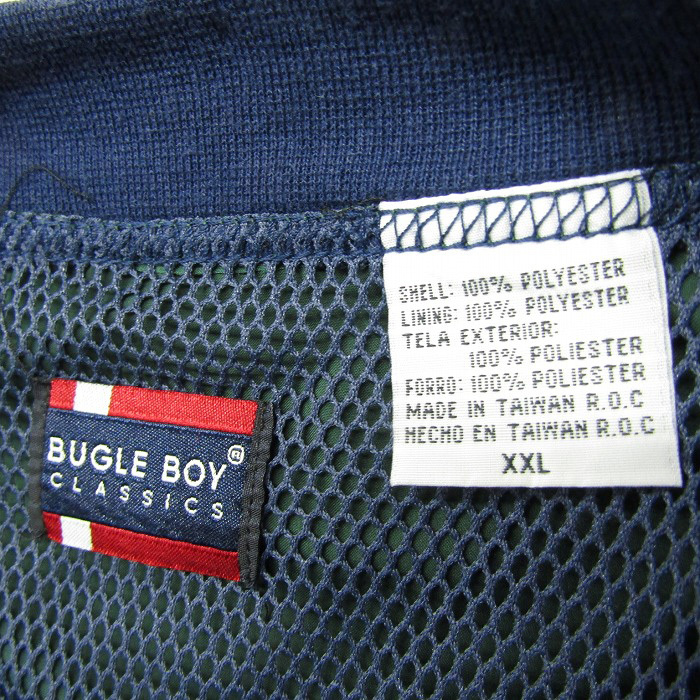 SHELL: 100% POLYESTER
LINING: 100% POLYESTER
TELA EXTERIOR:
100% POLIESTER
FORRO: 100% POLIESTER
MADE IN TAIWAN R.O.C
HECHO EN TAIWAN R.O.C
XXL
BUGLE BOY®
CLASSICS